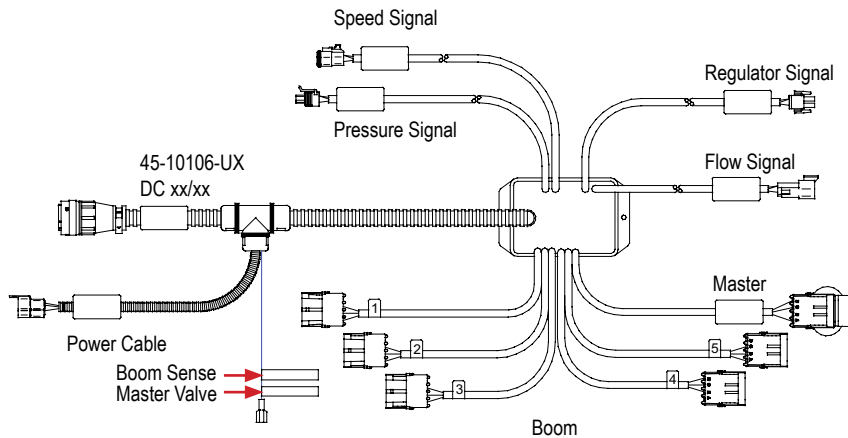 Speed Signal
Regulator Signal
Pressure Signal
45-10106-UX
DC xx/xx
Flow Signal
Master
1
2
3
5
4
Power Cable
Boom Sense
Master Valve
Boom